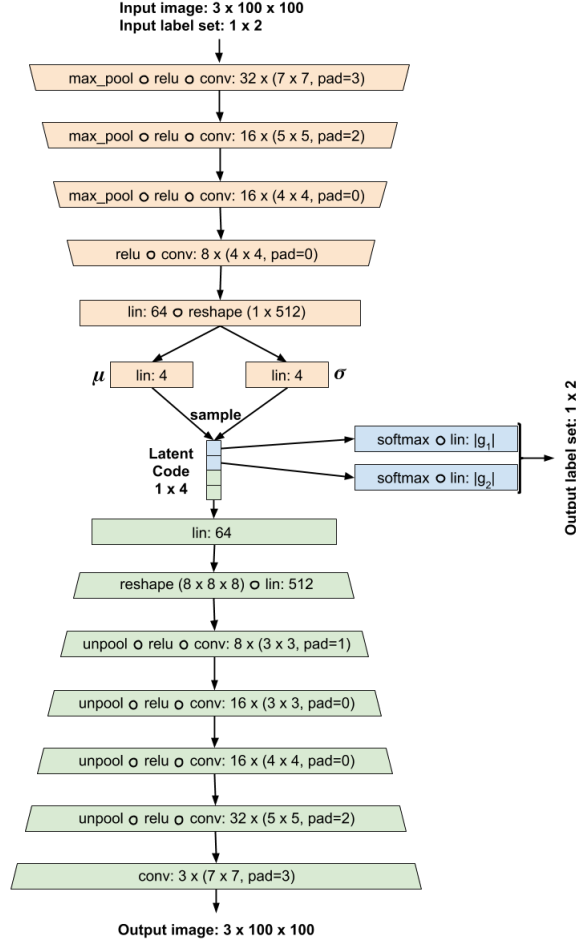 Input image: 3 x 100 x 100
Input label set: 1 x 2
max_pool o relu o conv: 32 x (7 x 7, pad=3)
max_pool o relu o conv: 16 x (5 x 5, pad=2)
max_pool o relu o conv: 16 x (4 x 4, pad=0)
relu o conv: 8 x (4 x 4, pad=0)
lin: 64 o reshape (1 x 512)
μ
lin: 4
lin: 4
σ
sample
Latent
Code
1 x 4
softmax o lin: |g₁|
softmax o lin: |g₂|
Output label set: 1 x 2
lin: 64
reshape (8 x 8 x 8) o lin: 512
unpool o relu o conv: 8 x (3 x 3, pad=1)
unpool o relu o conv: 16 x (3 x 3, pad=0)
unpool o relu o conv: 16 x (4 x 4, pad=0)
unpool o relu o conv: 32 x (5 x 5, pad=2)
conv: 3 x (7 x 7, pad=3)
Output image: 3 x 100 x 100